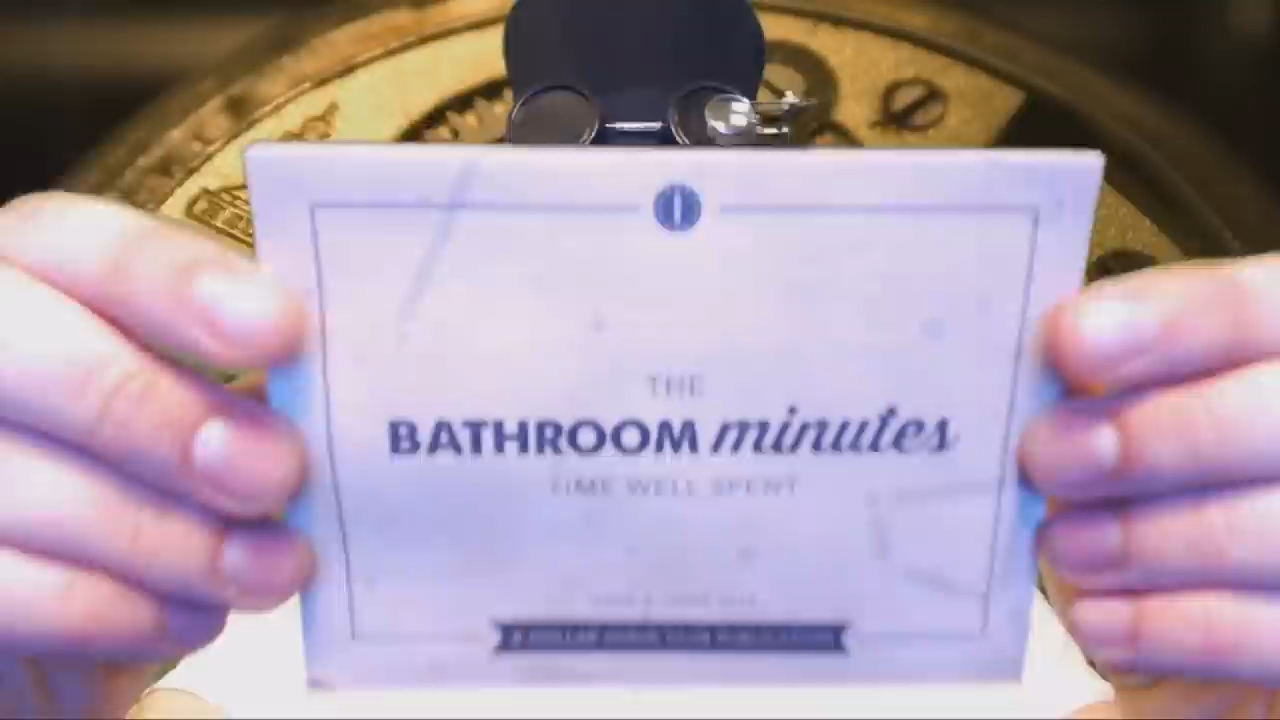 THE
BATHROOM minutes
TIME WELL SPENT
A DOLLAR SHAVE CLUB PUBLICATION